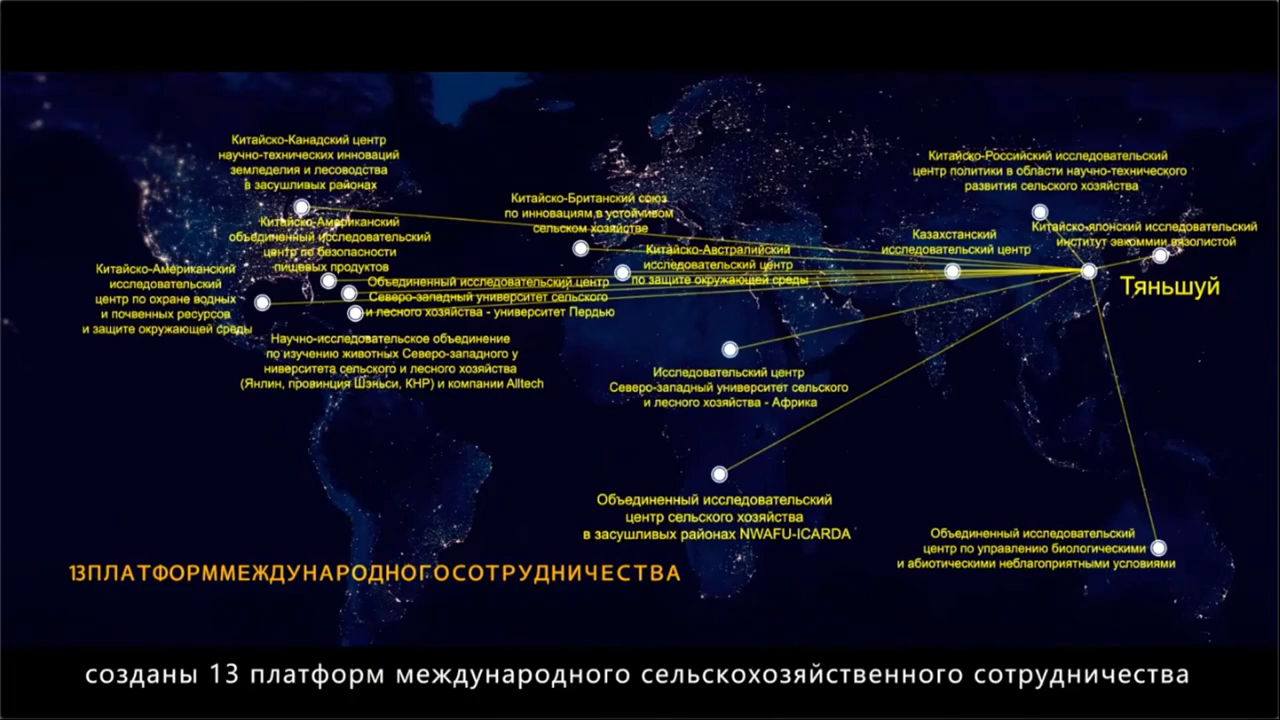 Китайско-Канадский центр
научно-технических инноваций
земледелия и лесоводства
в засушливых районах
Китайско-Американский
объединенный исследовательский
центр по безопасности
пищевых продуктов
Китайско-Американский
исследовательский
центр по охране водных
и почвенных ресурсов
и защите окружающей среды
Объединенный исследовательский центр
Северо-западный университет сельского
и лесного хозяйства - университет Пердью
Научно-исследовательское объединение
по изучению животных Северо-западного у
ниверситета сельского и лесного хозяйства
(Янлин, провинция Шэньси, КНР) и компании Alltech
Китайско-Британский союз
по инновациям в устойчивом
сельском хозяйстве
Китайско-Австралийский
исследовательский центр
по защите окружающей среды
Казахстанский
исследовательский центр
Китайско-Российский исследовательский
центр политики в области научно-технического
развития сельского хозяйства
Китайско-японский исследовательский
институт эвкоммии вязолистой
Тяньшуй
Исследовательский центр
Северо-западный университет сельского
и лесного хозяйства - Африка
Объединенный исследовательский
центр сельского хозяйства
в засушливых районах NWAFU-ICARDA
Объединенный исследовательский
центр по управлению биологическими
и абиотическими неблагоприятными условиями
13ПЛАТФОРММЕЖДУНАРОДНОГОСОТРУДНИЧЕСТВА
созданы 13 платформ международного сельскохозяйственного сотрудничества